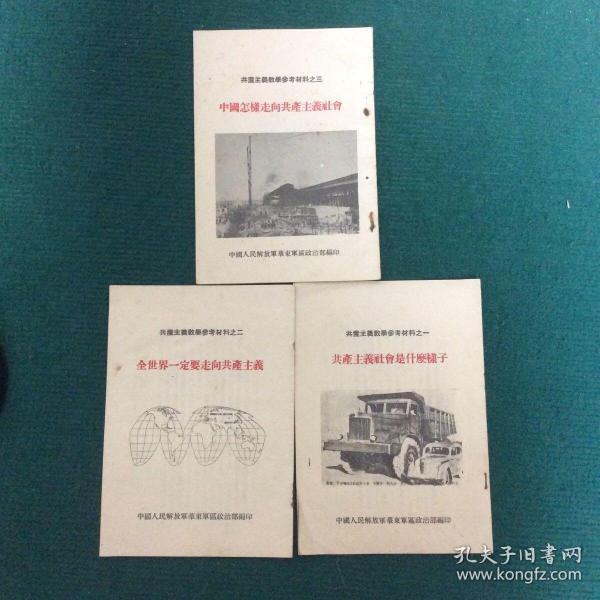 共產主義教學參考材料之三
中國怎樣走向共產主義社會
中國人民解放軍華東軍區政治部編印
共產主義教學參考材料之二
全世界一定要走向共產主義
中國人民解放軍華東軍區政治部編印
共產主義教學參考材料之一
共產主義社會是什麼樣子
中國人民解放軍華東軍區政治部編印
孔夫子旧书网
www.kongfz.com